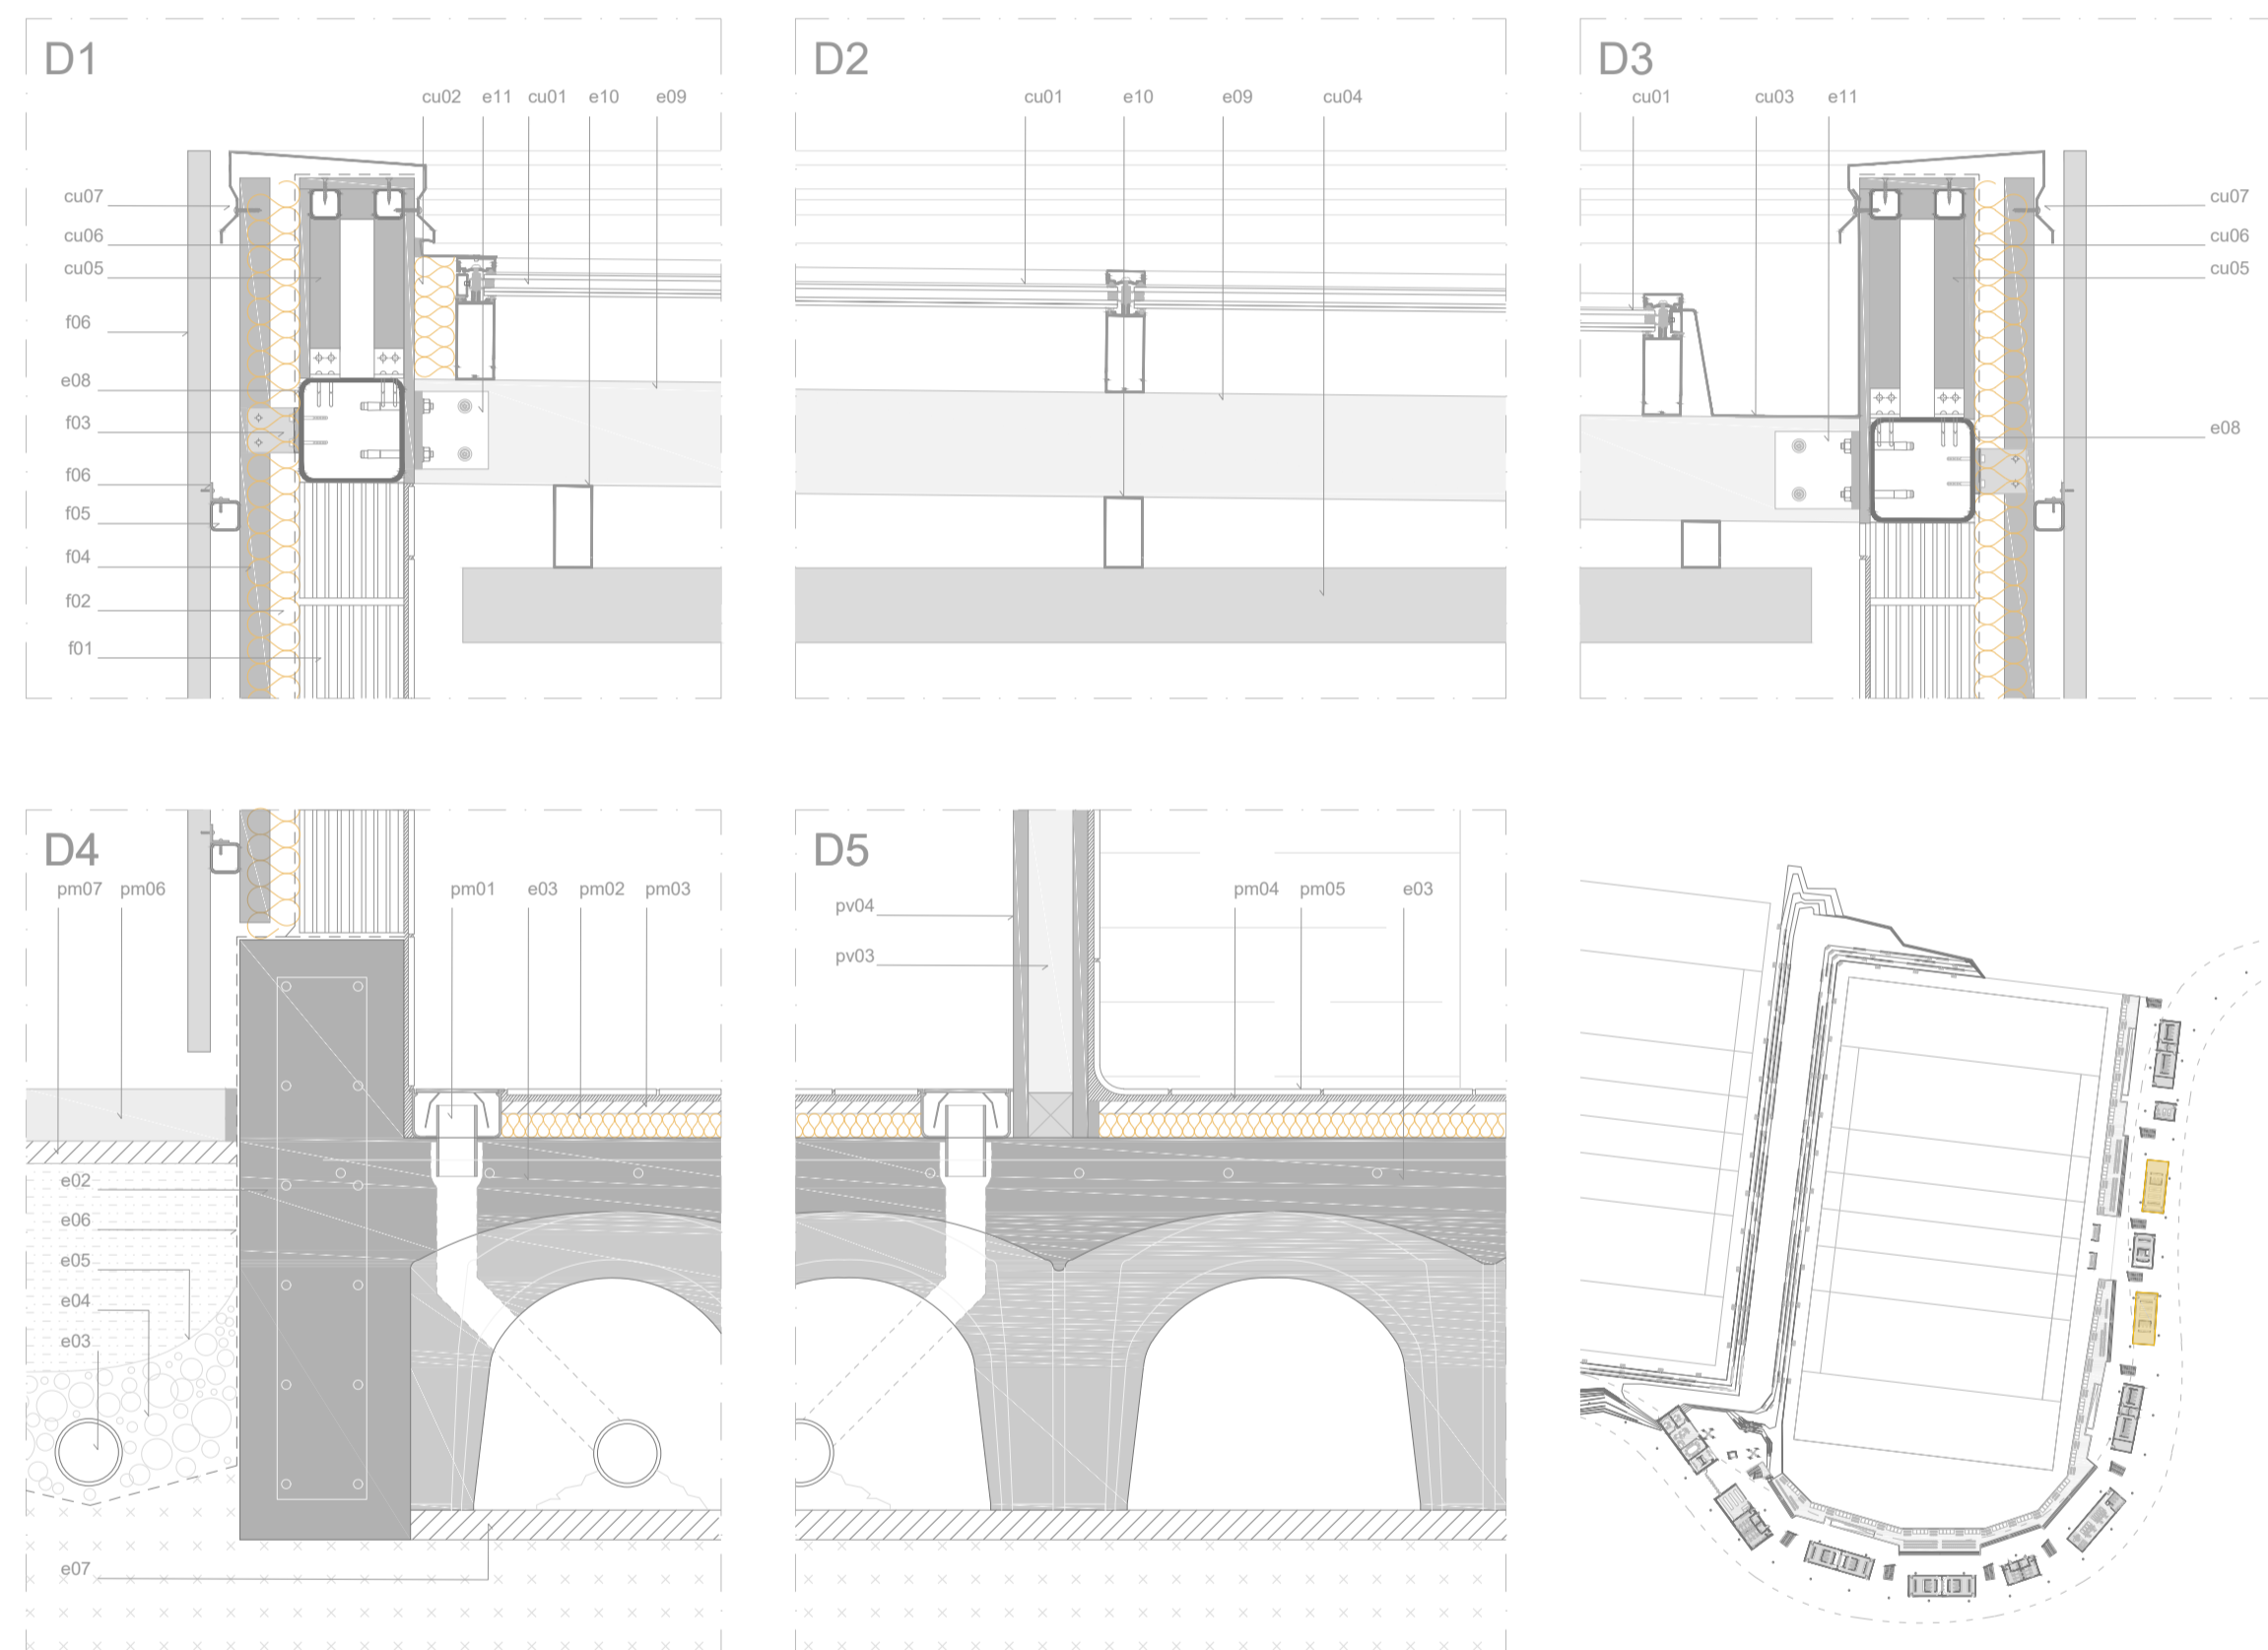 D1
cu02 e11 cu01 e10 e09
cu07
cu06
cu05
f06
e08
f03
f06
f05
f04
f02
f01
D2
cu01 e10 e09 cu04
D3
cu01 cu03 e11
cu07
cu06
cu05
e08
D4
pm07 pm06 pm01 e03 pm02 pm03
e02
e06
e05
e04
e03
e07
D5
pm04 pm05 e03
pv04
pv03